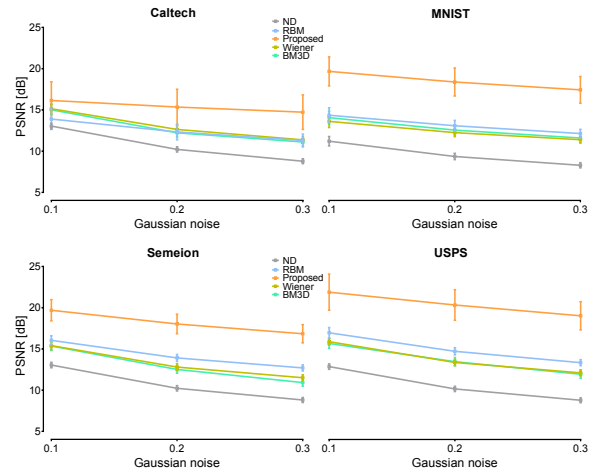 Caltech
MNIST
ND
RBM
Proposed
Wiener
BM3D
PSNR [dB]
25
20
15
10
5
0.1
0.2
0.3
Gaussian noise
0.1
0.2
0.3
Gaussian noise
Semeion
USPS
ND
RBM
Proposed
Wiener
BM3D
PSNR [dB]
25
20
15
10
5
0.1
0.2
0.3
Gaussian noise
0.1
0.2
0.3
Gaussian noise